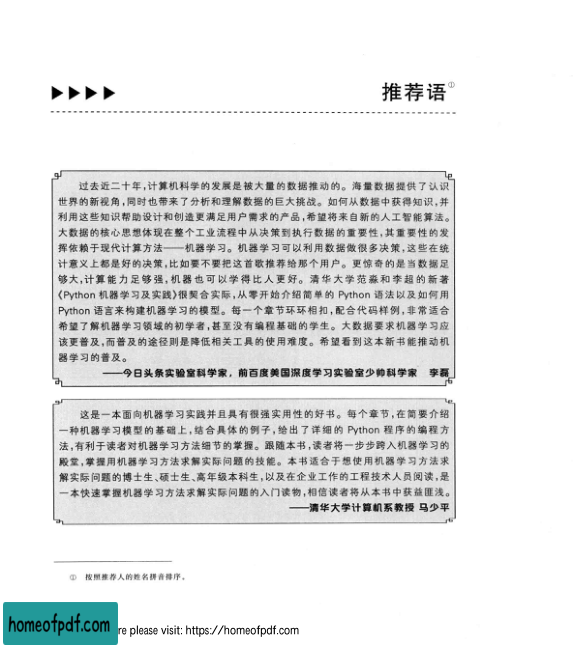 ▶▶▶▶ 推荐语①
过去近二十年,计算机科学的发展是被大量的数据推动的。海量数据提供了认识
世界的新视角,同时也带来了分析和理解数据的巨大挑战。如何从数据中获得知识,并
利用这些知识帮助设计和创造更满足用户需求的产品,希望将来自新的人工智能算法。
大数据的核心思想体现在整个工业流程中从决策到执行数据的重要性,其重要性的发
挥依赖于现代计算方法——机器学习。机器学习可以利用数据做很多决策,这些在统
计意义上都是好的决策,比如要不要把这首歌推荐给那个用户。更惊奇的是当数据足
够大,计算能力足够强,机器也可以学得比人更好。清华大学范淼和李超的新著
《Python 机器学习及实践》很契合实际,从零开始介绍简单的 Python 语法以及如何用
Python 语言来构建机器学习的模型。每一个章节环环相扣,配合代码样例,非常适合
希望了解机器学习领域的初学者,甚至没有编程基础的学生。大数据要求机器学习应
该更普及,而普及的途径则是降低相关工具的使用难度。希望看到这本新书能推动机
器学习的普及。
——今日头条实验室科学家,前百度美国深度学习实验室少帅科学家 李磊
这是一本面向机器学习实践并且具有很强实用性的好书。每个章节,在简要介绍
一种机器学习模型的基础上,结合具体的例子,给出了详细的 Python 程序的编程方
法,有利于读者对机器学习方法细节的掌握。跟随本书,读者将一步步跨入机器学习的
殿堂,掌握用机器学习方法求解实际问题的技能。本书适合于想使用机器学习方法求
解实际问题的博士生、硕士生、高年级本科生,以及在企业工作的工程技术人员阅读,是
一本快速掌握机器学习方法求解实际问题的入门读物,相信读者将从本书中获益匪浅。
——清华大学计算机系教授 马少平
① 按照推荐人的姓名拼音排序。
homeofpdf.com
re please visit: https://homeofpdf.com